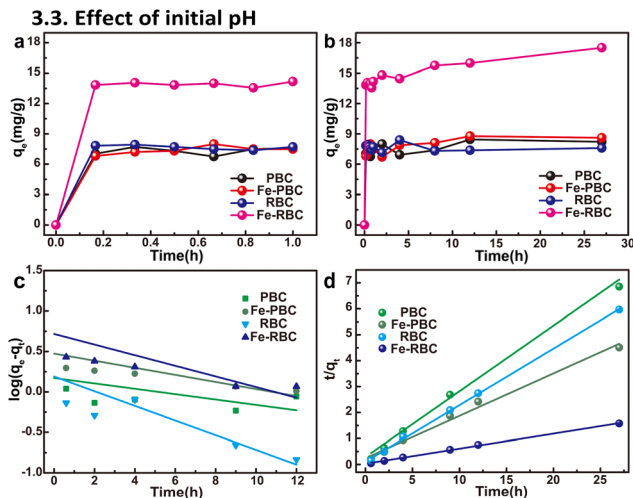 3.3. Effect of initial pH
a
qe(mg/g)
18
15
12
9
6
3
0
PBC
Fe-PBC
RBC
Fe-RBC
0.0 0.2 0.4 0.6 0.8 1.0
Time(h)
b
qe(mg/g)
18
15
12
9
6
3
0
PBC
Fe-PBC
RBC
Fe-RBC
0 5 10 15 20 25 30
Time(h)
c
log(qe-qt)
1.5
1.0
0.5
0.0
-0.5
-1.0
PBC
Fe-PBC
RBC
Fe-RBC
0 2 4 6 8 10 12
Time(h)
d
t/qt
7
6
5
4
3
2
1
0
PBC
Fe-PBC
RBC
Fe-RBC
0 5 10 15 20 25
Time(h)